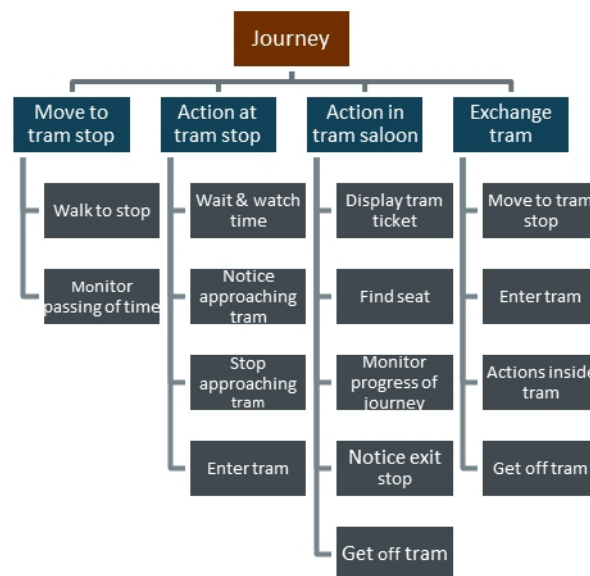 Journey
Move to
tram stop
Walk to stop
Monitor
passing of time
Action at
tram stop
Wait & watch
time
Notice
approaching
tram
Stop
approaching
tram
Enter tram
Action in
tram saloon
Display tram
ticket
Find seat
Monitor
progress of
journey
Notice exit
stop
Get off tram
Exchange
tram
Move to tram
stop
Enter tram
Actions inside
tram
Get off tram